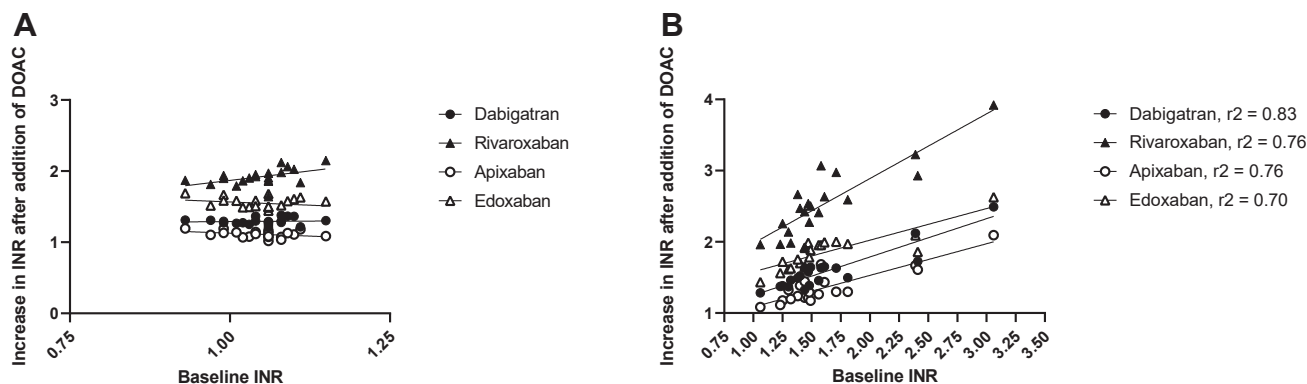 A
Increase in INR after addition of DOAC
3
2
1
0
0.75
1.00
1.25
Baseline INR
Dabigatran
Rivaroxaban
Apixaban
Edoxaban
B
Increase in INR after addition of DOAC
4
3
2
1
0.75
1.00
1.25
1.50
1.75
2.00
2.25
2.50
2.75
3.00
3.25
3.50
Baseline INR
Dabigatran, r2 = 0.83
Rivaroxaban, r2 = 0.76
Apixaban, r2 = 0.76
Edoxaban, r2 = 0.70